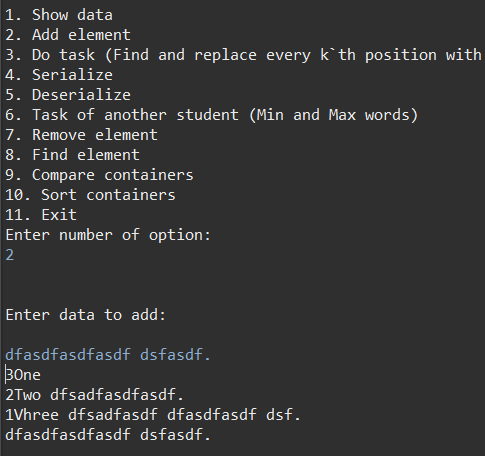 1. Show data
2. Add element
3. Do task (Find and replace every k`th position with
4. Serialize
5. Deserialize
6. Task of another student (Min and Max words)
7. Remove element
8. Find element
9. Compare containers
10. Sort containers
11. Exit
Enter number of option:
2
Enter data to add:
dfasdfasdfasdf dsfasdf.
3One
2Two dfsadfasdfasdf.
1Vhree dfsadfasdf dfasdfasdf dsf.
dfasdfasdfasdf dsfasdf.